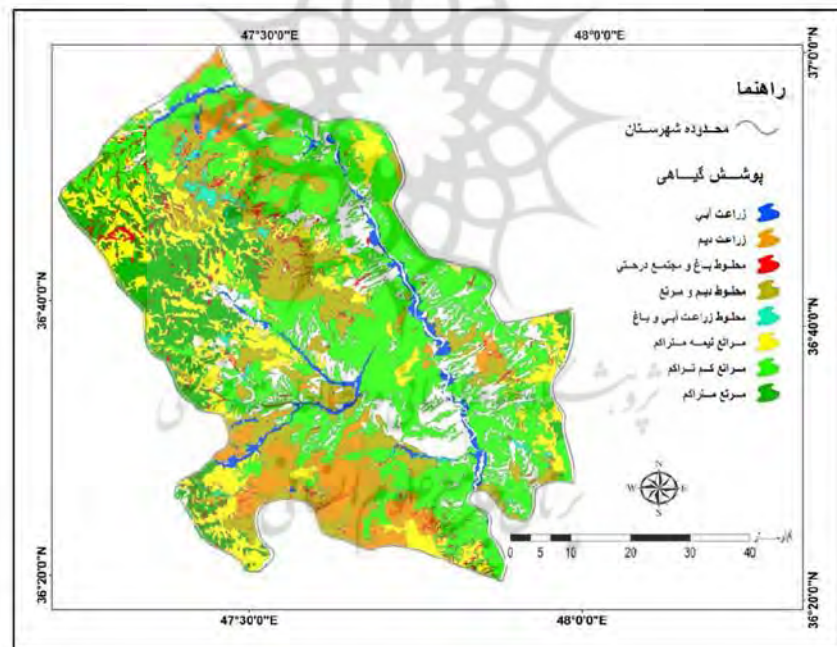 47°30'0"E 48°0'0"E
37°0'0"N
راهنما
محدوده شهرستان
پوشش گیاهی
زراعت آبی
زراعت دیم
مخلوط باغ و مجتمع درختی
مخلوط دیم و مرتع
مخلوط زراعت آبی و باغ
مراتع نیمه متراکم
مراتع کم تراکم
مرتع متراکم
36°40'0"N 36°40'0"N
N
W E
S
0 3 5 10 20 30 40
36°20'0"N 36°20'0"N
47°30'0"E 48°0'0"E